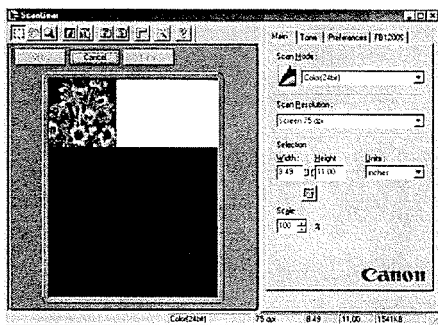 ScanGear
Cancel
Main Tone Preferences FB1200S
Scan Mode:
Color(24bit)
Scan Resolution:
Screen 75 dpi
Selection
Width: Height Units:
8.49 11.00 inches
Scale
100 %
Canon
Color(24bit) 75 dpi 8.49 11.00 1541KB